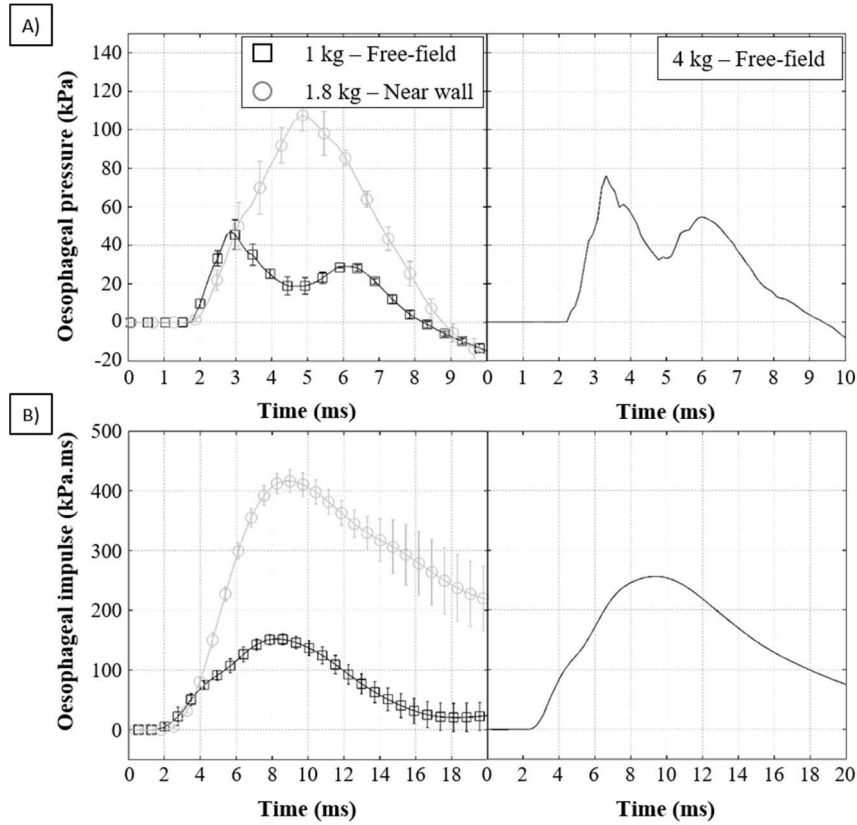 A)
Oesophageal pressure (kPa)
140
120
100
80
60
40
20
0
-20
1 kg – Free-field
1.8 kg – Near wall
4 kg – Free-field
0 1 2 3 4 5 6 7 8 9 0 1 2 3 4 5 6 7 8 9 10
Time (ms) Time (ms)
B)
Oesophageal impulse (kPa.ms)
500
400
300
200
100
0
0 2 4 6 8 10 12 14 16 18 0 2 4 6 8 10 12 14 16 18 20
Time (ms) Time (ms)